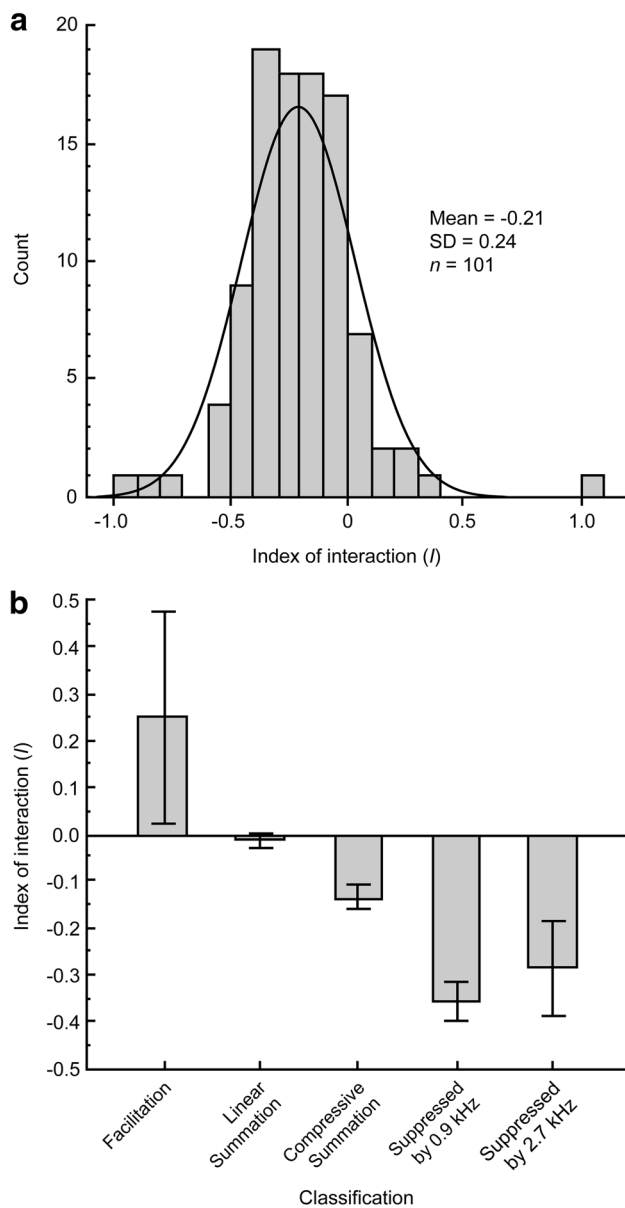 a
20
15
10
5
0
Count
Mean = -0.21
SD = 0.24
n = 101
-1.0
-0.5
0
0.5
1.0
Index of interaction (I)
b
0.5
0.4
0.3
0.2
0.1
0.0
-0.1
-0.2
-0.3
-0.4
-0.5
Index of interaction (I)
Facilitation
Linear
Summation
Compressive
Summation
Suppressed
by 0.9 kHz
Suppressed
by 2.7 kHz
Classification